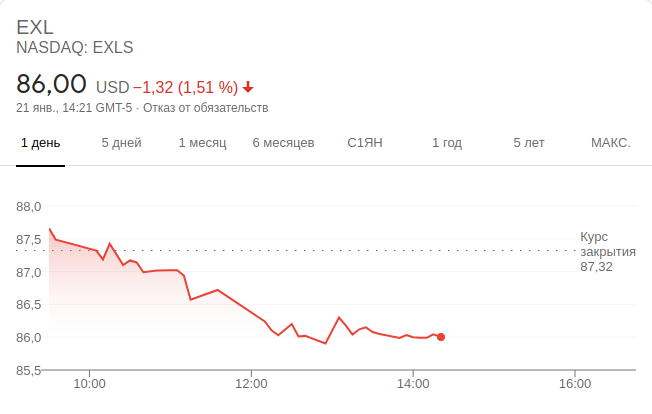 EXL
NASDAQ: EXLS
86,00 USD −1,32 (1,51 %)
21 янв., 14:21 GMT-5 · Отказ от обязательств
1 день 5 дней 1 месяц 6 месяцев С1ЯН 1 год 5 лет МАКС.
88,0
87,5
87,0
86,5
86,0
85,5
Курс
закрытия
87,32
10:00 12:00 14:00 16:00